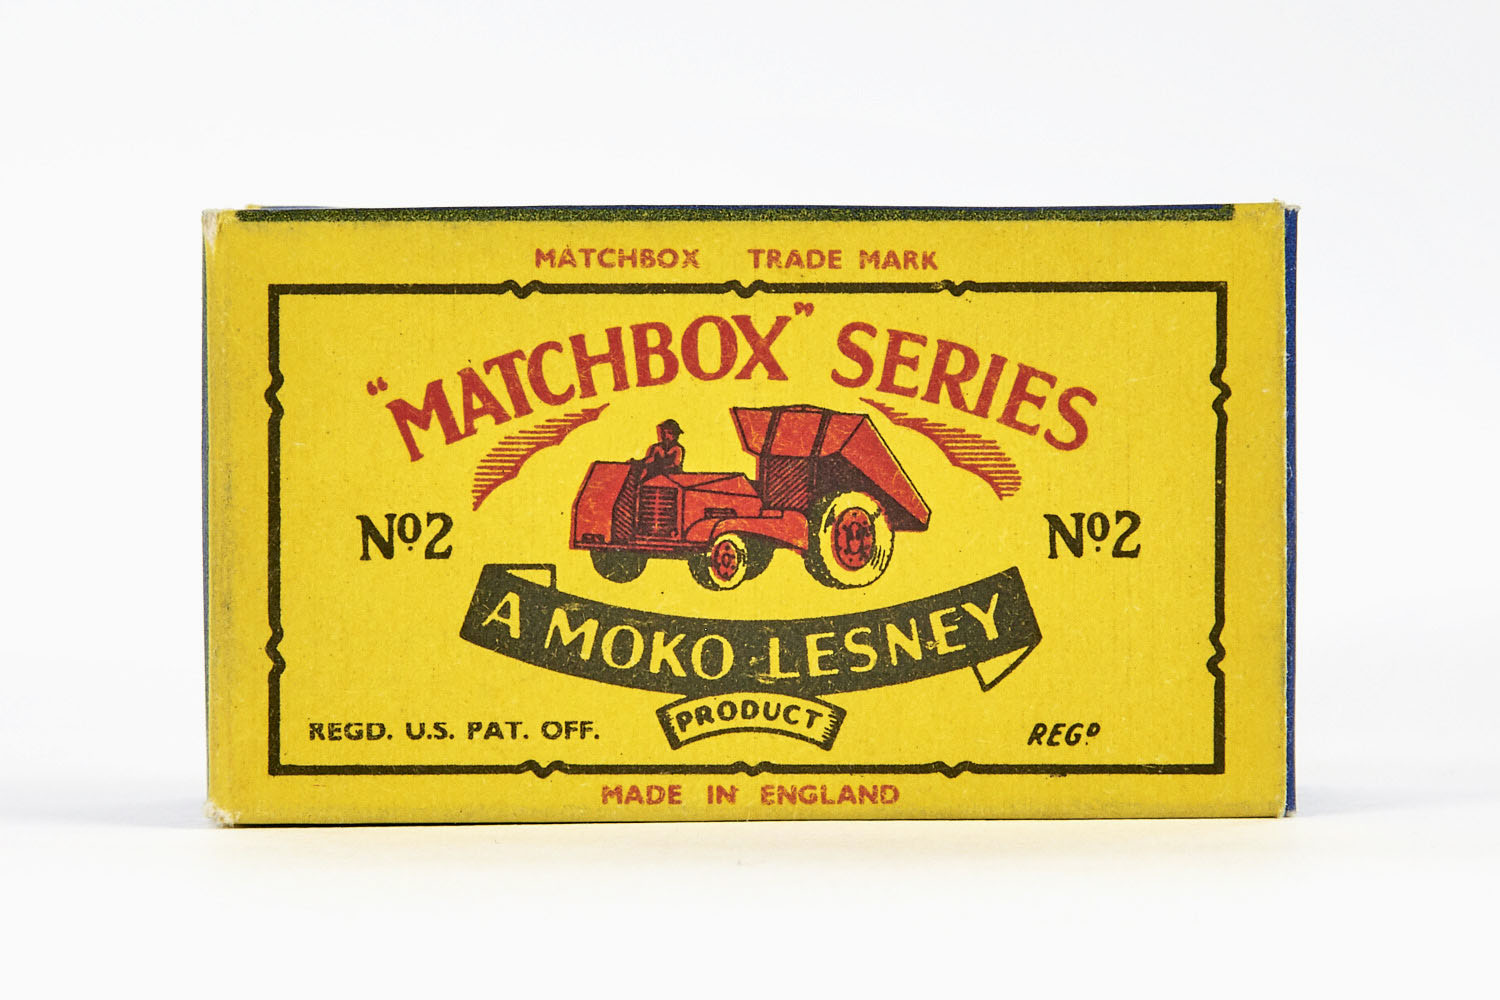 MATCHBOX TRADE MARK
"MATCHBOX" SERIES
Nº2 Nº2
A MOKO LESNEY
PRODUCT
REGD. U.S. PAT. OFF. REGD
MADE IN ENGLAND